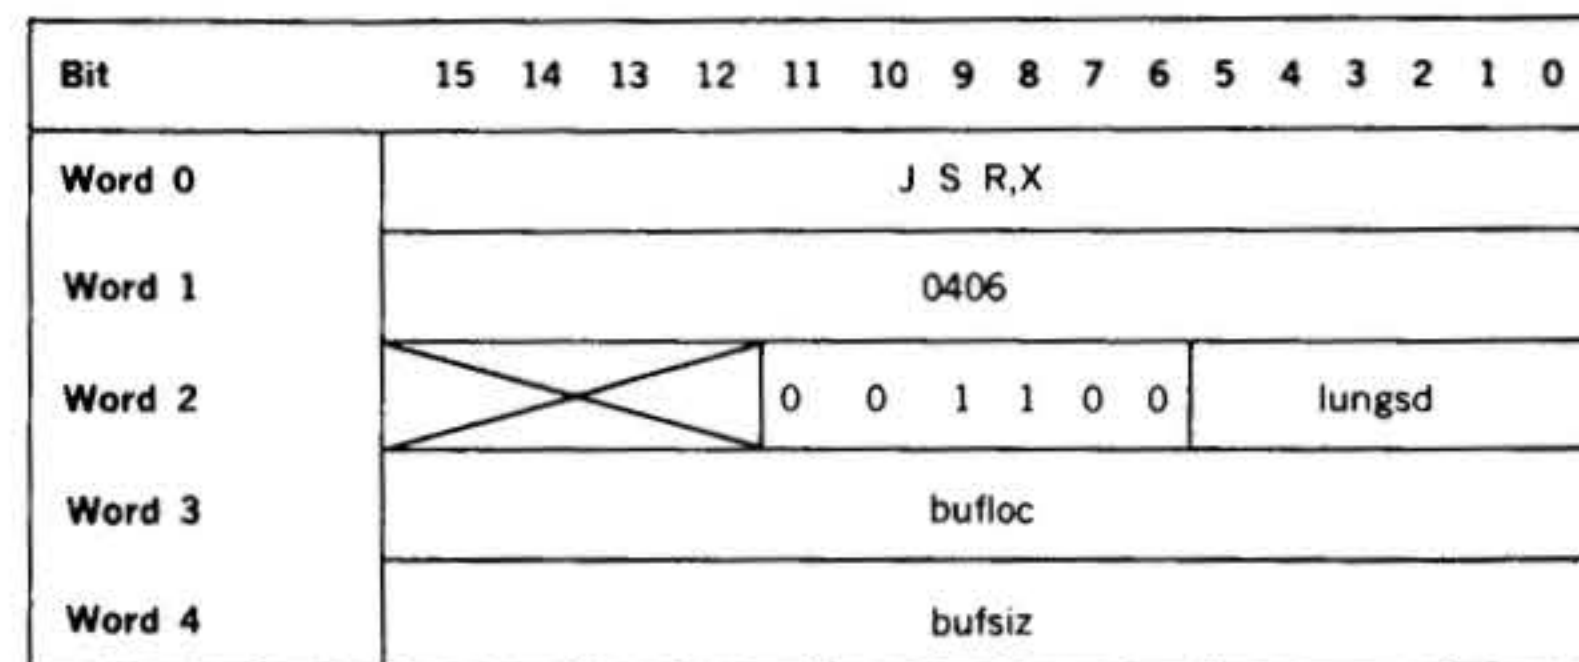 Bit 15 14 13 12 11 10 9 8 7 6 5 4 3 2 1 0
Word 0 J S R,X
Word 1 0406
Word 2 0 0 1 1 0 0 lungsd
Word 3 bufloc
Word 4 bufsiz